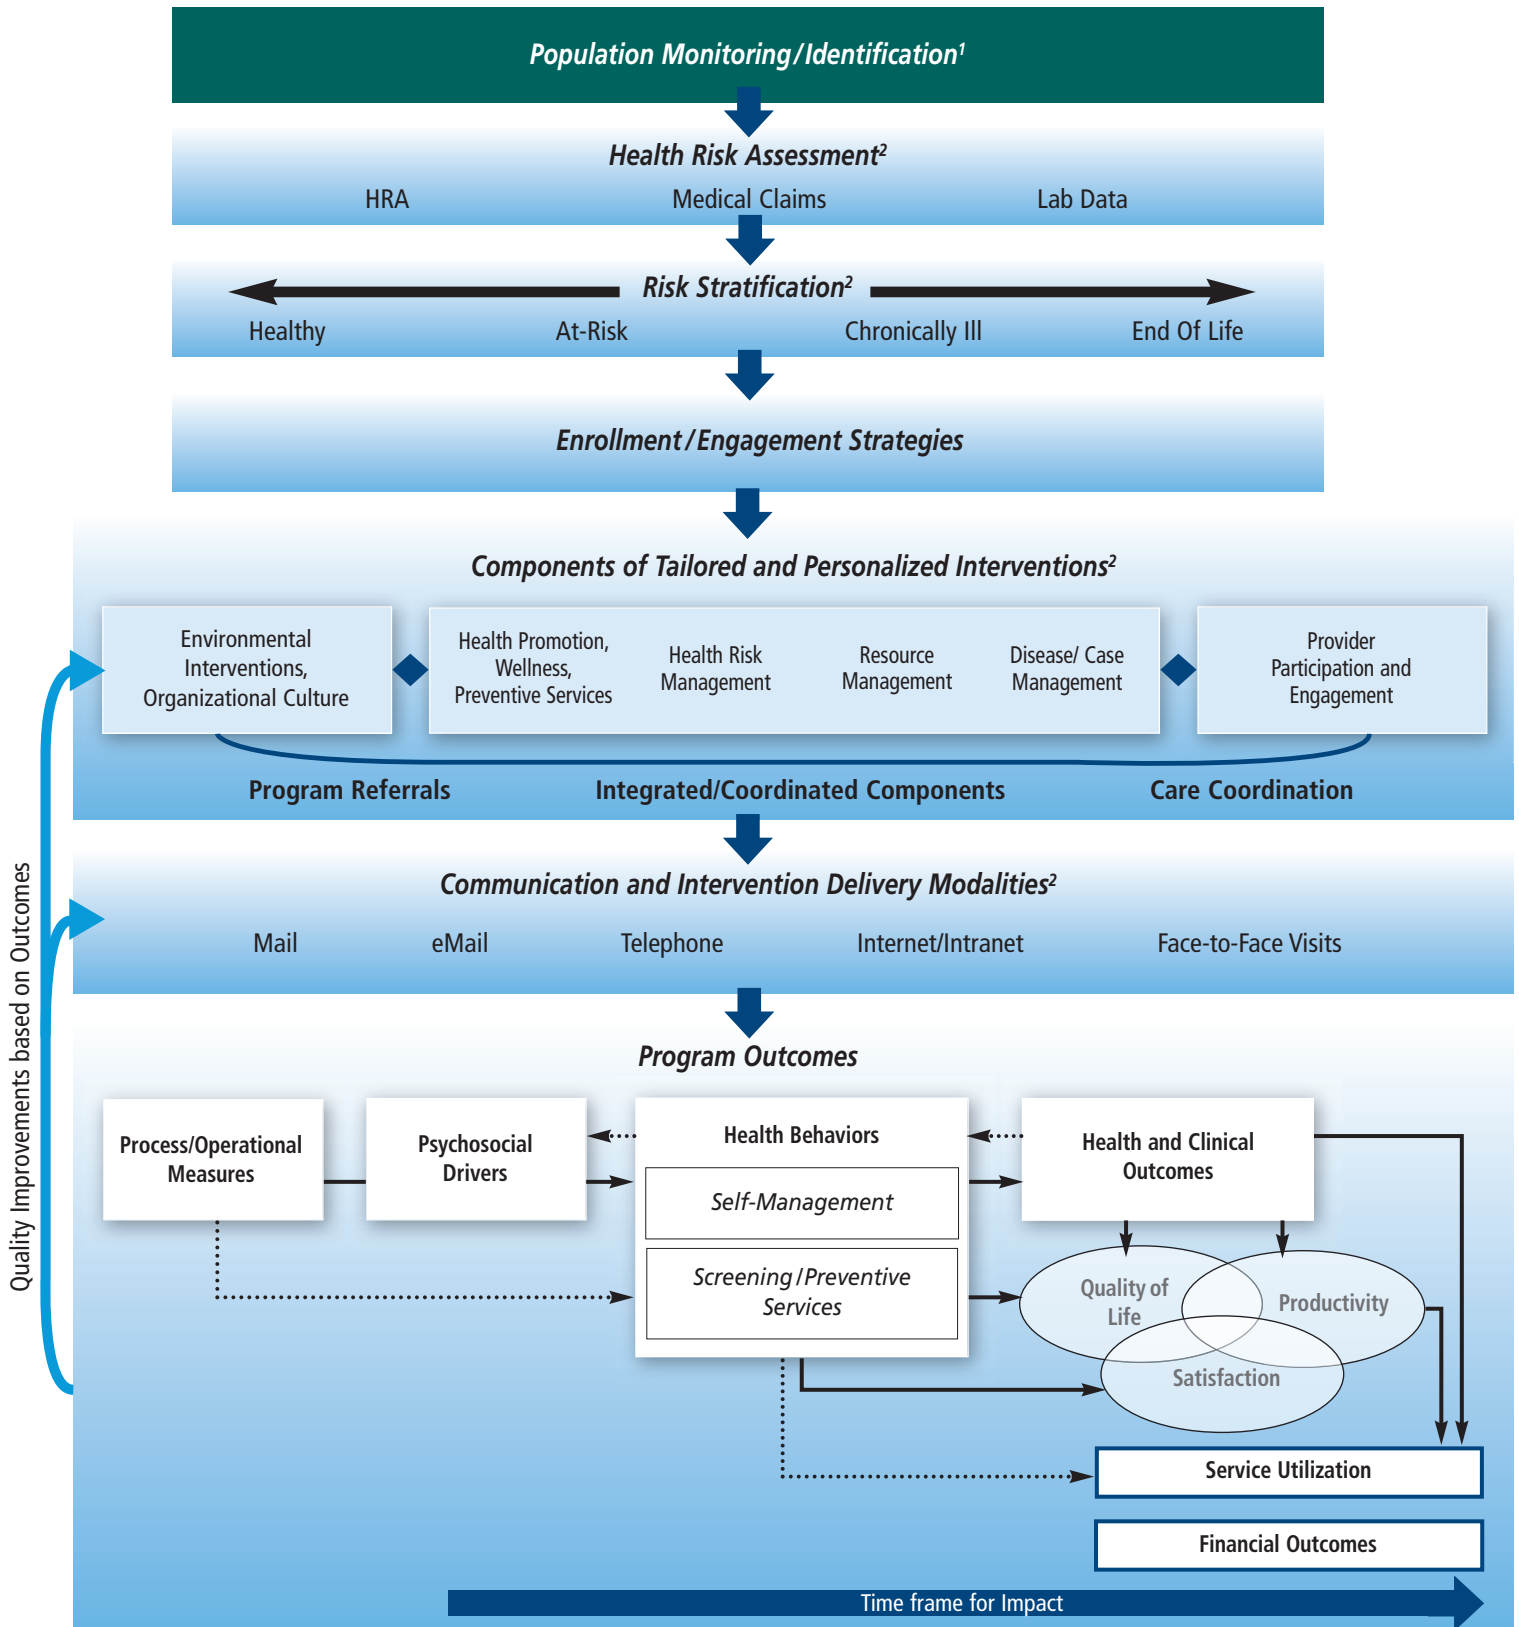 Population Monitoring/Identification¹
Health Risk Assessment²
HRA
Medical Claims
Lab Data
Risk Stratification²
Healthy
At-Risk
Chronically Ill
End Of Life
Enrollment/Engagement Strategies
Components of Tailored and Personalized Interventions²
Environmental
Interventions,
Organizational Culture
Health Promotion,
Wellness,
Preventive Services
Health Risk
Management
Resource
Management
Disease/ Case
Management
Provider
Participation and
Engagement
Program Referrals
Integrated/Coordinated Components
Care Coordination
Communication and Intervention Delivery Modalities²
Mail
eMail
Telephone
Internet/Intranet
Face-to-Face Visits
Quality Improvements based on Outcomes
Program Outcomes
Process/Operational
Measures
Psychosocial
Drivers
Health Behaviors
Self-Management
Screening/Preventive
Services
Health and Clinical
Outcomes
Quality of
Life
Productivity
Satisfaction
Service Utilization
Financial Outcomes
Time frame for Impact